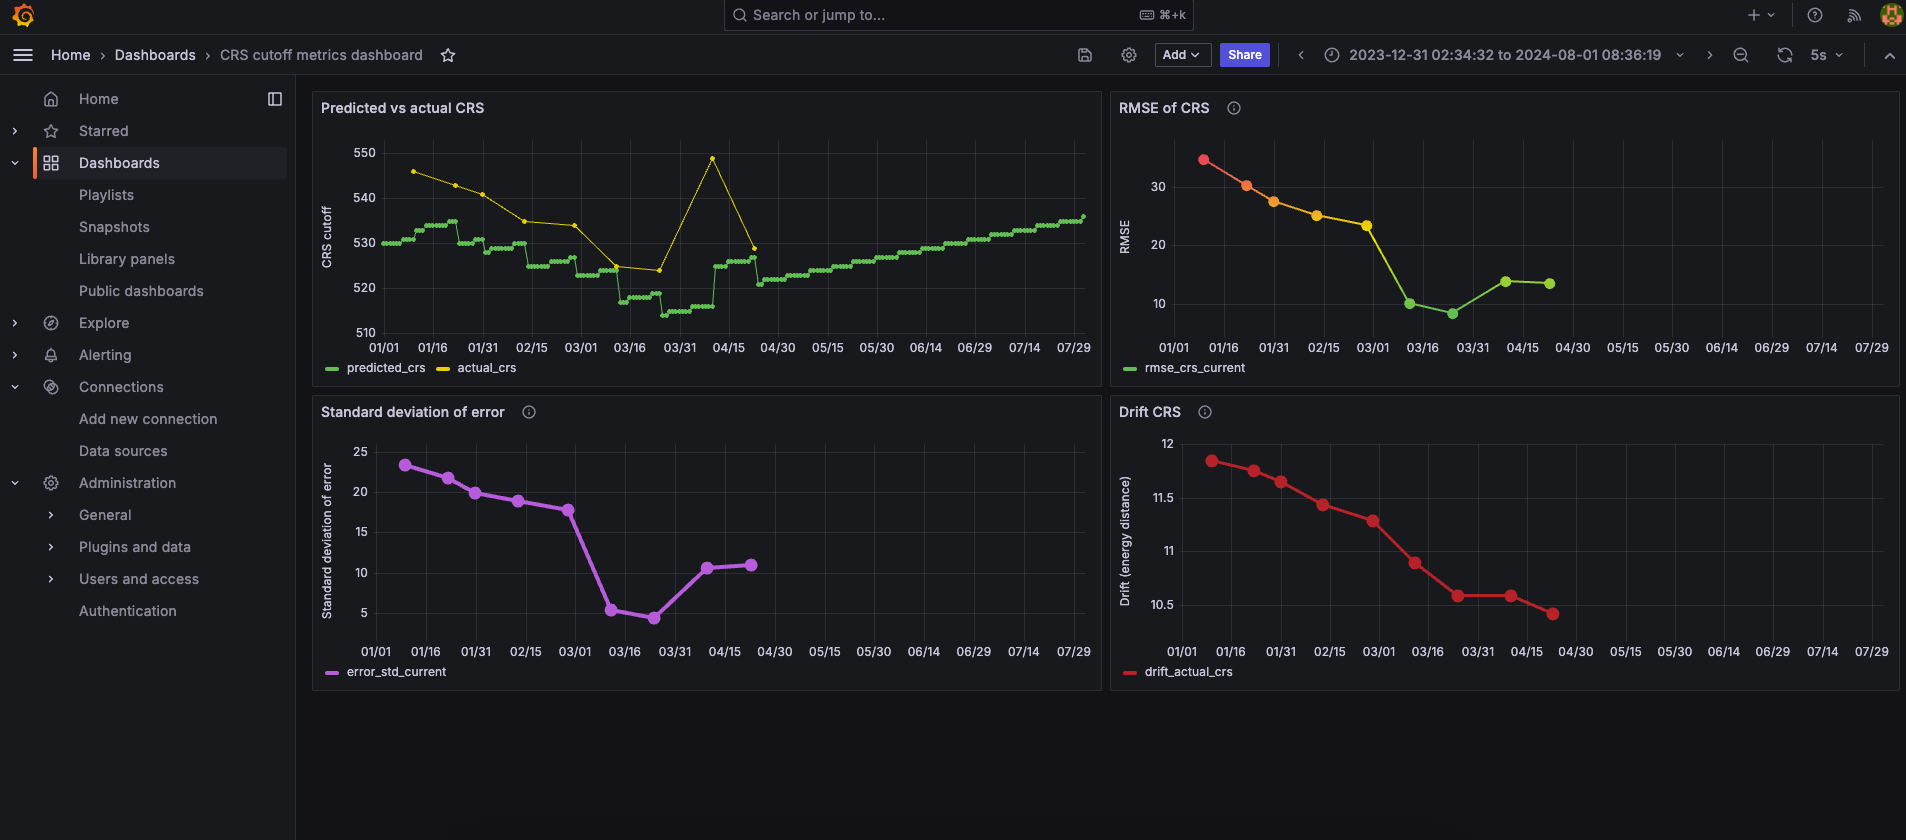 Search or jump to... ⌘+k
Home › Dashboards › CRS cutoff metrics dashboard
Add
Share
2023-12-31 02:34:32 to 2024-08-01 08:36:19
5s
Home
Starred
Dashboards
Playlists
Snapshots
Library panels
Public dashboards
Explore
Alerting
Connections
Add new connection
Data sources
Administration
General
Plugins and data
Users and access
Authentication
Predicted vs actual CRS
CRS cutoff
550
540
530
520
510
01/01 01/16 01/31 02/15 03/01 03/16 03/31 04/15 04/30 05/15 05/30 06/14 06/29 07/14 07/29
predicted_crs actual_crs
RMSE of CRS
RMSE
30
20
10
01/01 01/16 01/31 02/15 03/01 03/16 03/31 04/15 04/30 05/15 05/30 06/14 06/29 07/14 07/29
rmse_crs_current
Standard deviation of error
Standard deviation of error
25
20
15
10
5
01/01 01/16 01/31 02/15 03/01 03/16 03/31 04/15 04/30 05/15 05/30 06/14 06/29 07/14 07/29
error_std_current
Drift CRS
Drift (energy distance)
12
11.5
11
10.5
01/01 01/16 01/31 02/15 03/01 03/16 03/31 04/15 04/30 05/15 05/30 06/14 06/29 07/14 07/29
drift_actual_crs